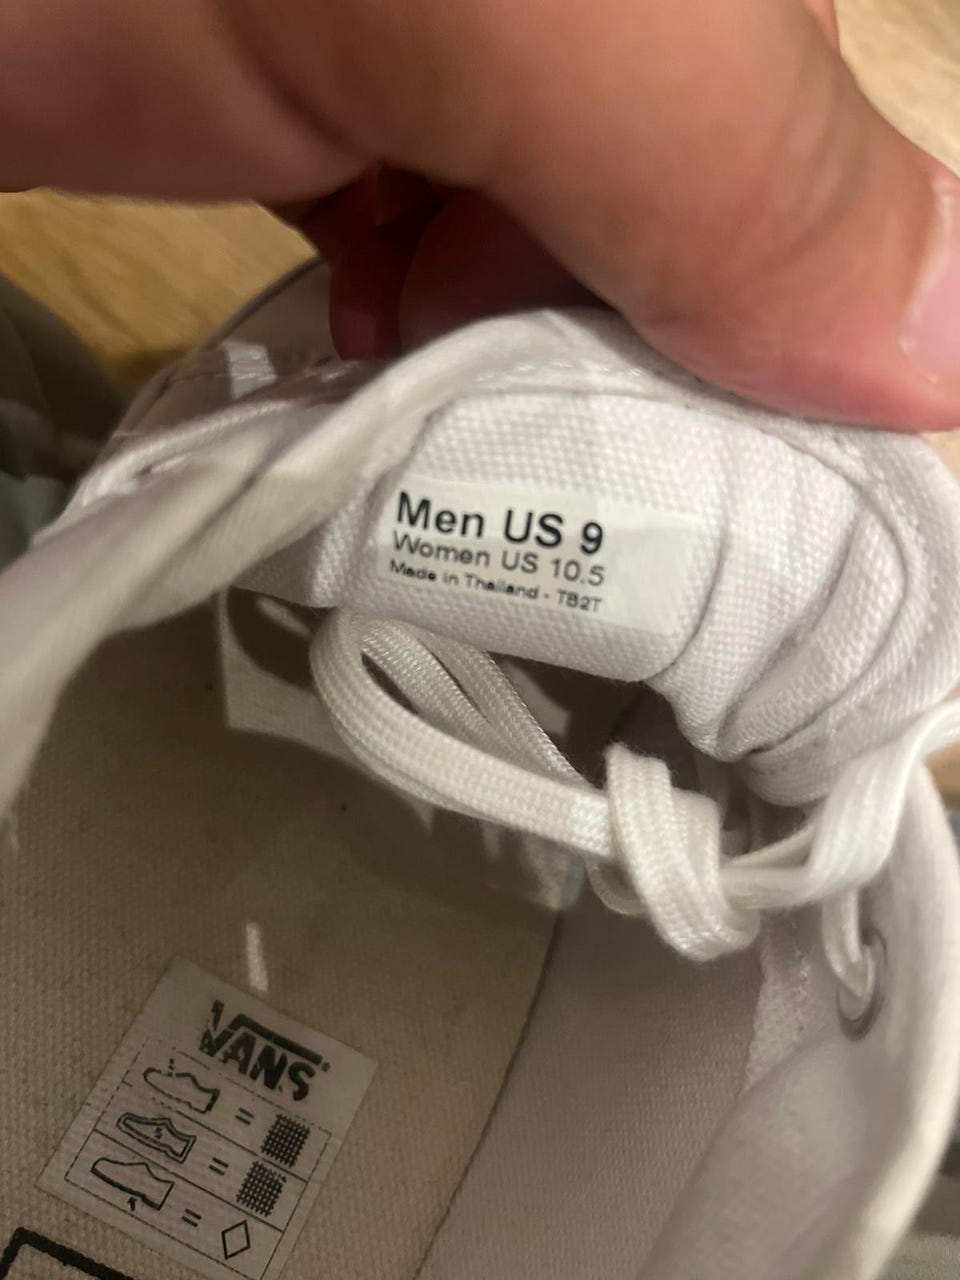 Men US 9
Women US 10.5
Made in Thailand - TB2T
VANS
=
=
=